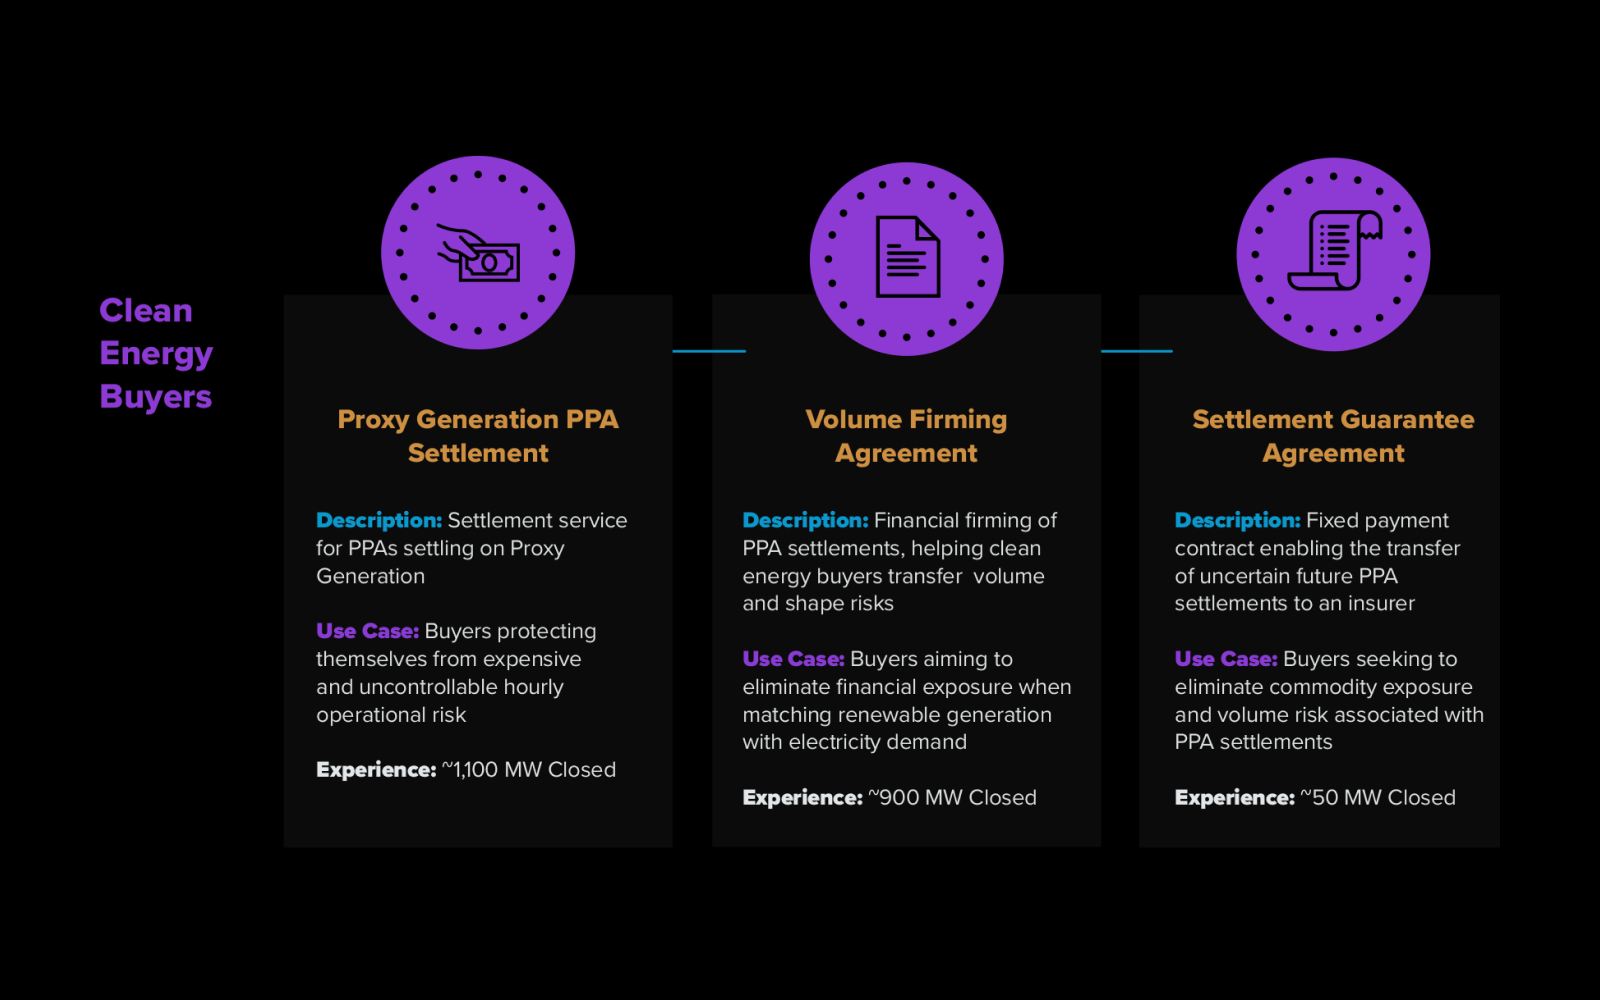 Clean
Energy
Buyers
Proxy Generation PPA
Settlement
Description: Settlement service
for PPAs settling on Proxy
Generation
Use Case: Buyers protecting
themselves from expensive
and uncontrollable hourly
operational risk
Experience: ~1,100 MW Closed
Volume Firming
Agreement
Description: Financial firming of
PPA settlements, helping clean
energy buyers transfer  volume
and shape risks
Use Case: Buyers aiming to
eliminate financial exposure when
matching renewable generation
with electricity demand
Experience: ~900 MW Closed
Settlement Guarantee
Agreement
Description: Fixed payment
contract enabling the transfer
of uncertain future PPA
settlements to an insurer
Use Case: Buyers seeking to
eliminate commodity exposure
and volume risk associated with
PPA settlements
Experience: ~50 MW Closed